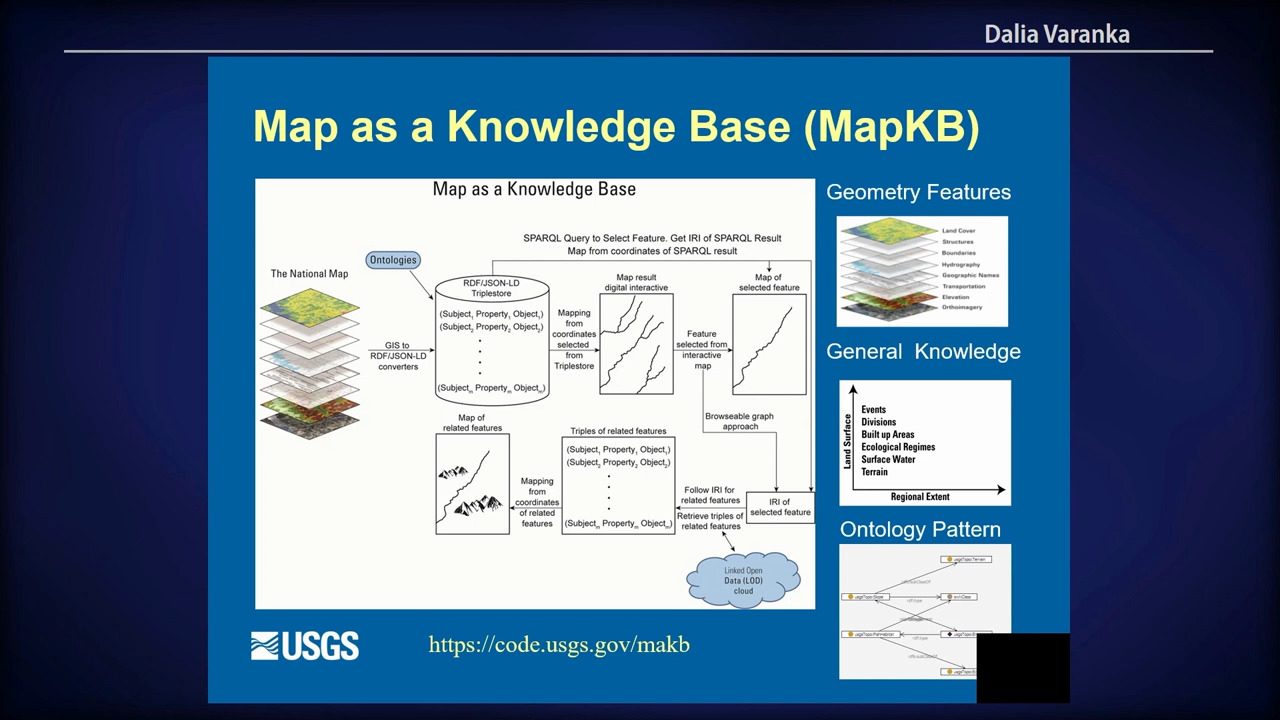 Dalia Varanka
Map as a Knowledge Base (MapKB)
Map as a Knowledge Base
SPARQL Query to Select Feature. Get IRI of SPARQL Result
Map from coordinates of SPARQL result
Ontologies
The National Map
GIS to
RDF/JSON-LD
converters
RDF/JSON-LD
Triplestore
(Subject₁ Property₁ Object₁)
(Subject₂ Property₂ Object₂)
(Subjectₘ Propertyₘ Objectₘ)
Mapping
from
coordinates
selected
from
Triplestore
Map result
digital interactive
Feature
selected from
interactive
map
Map of
selected feature
Browseable graph
approach
IRI of
selected feature
Follow IRI for
related features
Retrieve triples of
related features
Linked Open
Data (LOD)
cloud
Triples of related features
(Subject₁ Property₁ Object₁)
(Subject₂ Property₂ Object₂)
(Subjectₘ Propertyₘ Objectₘ)
Mapping
from
coordinates
of related
features
Map of
related features
Geometry Features
Land Cover
Structures
Boundaries
Hydrography
Geographic Names
Transportation
Elevation
Orthoimagery
General Knowledge
Land Surface
Events
Divisions
Built up Areas
Ecological Regimes
Surface Water
Terrain
Regional Extent
Ontology Pattern
USGS
https://code.usgs.gov/makb